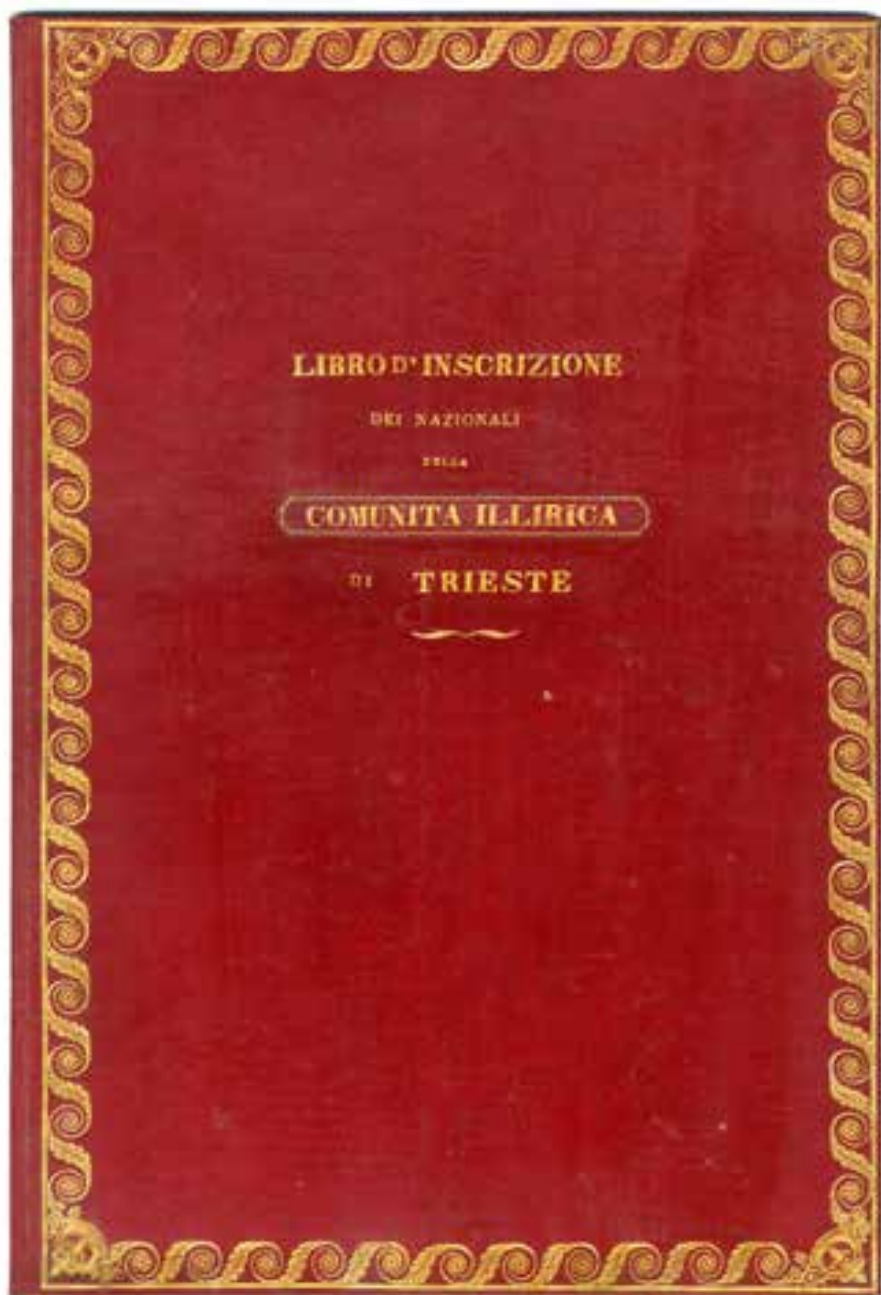 LIBRO D' INSCRIZIONE
DEI NAZIONALI
DELLA
COMUNITA ILLIRICA
DI TRIESTE